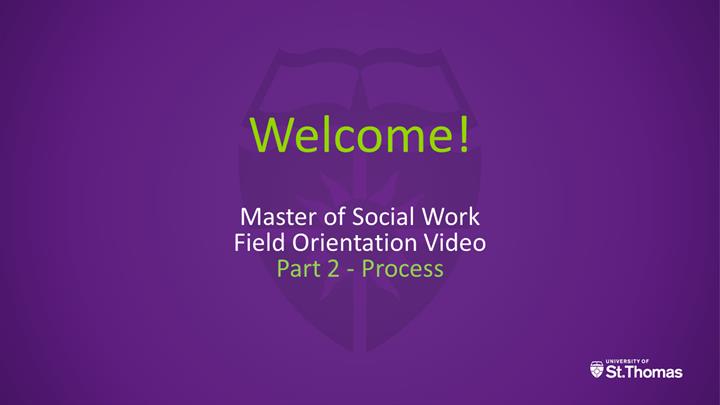 Welcome!
Master of Social Work
Field Orientation Video
Part 2 - Process
UNIVERSITY OF
St.Thomas